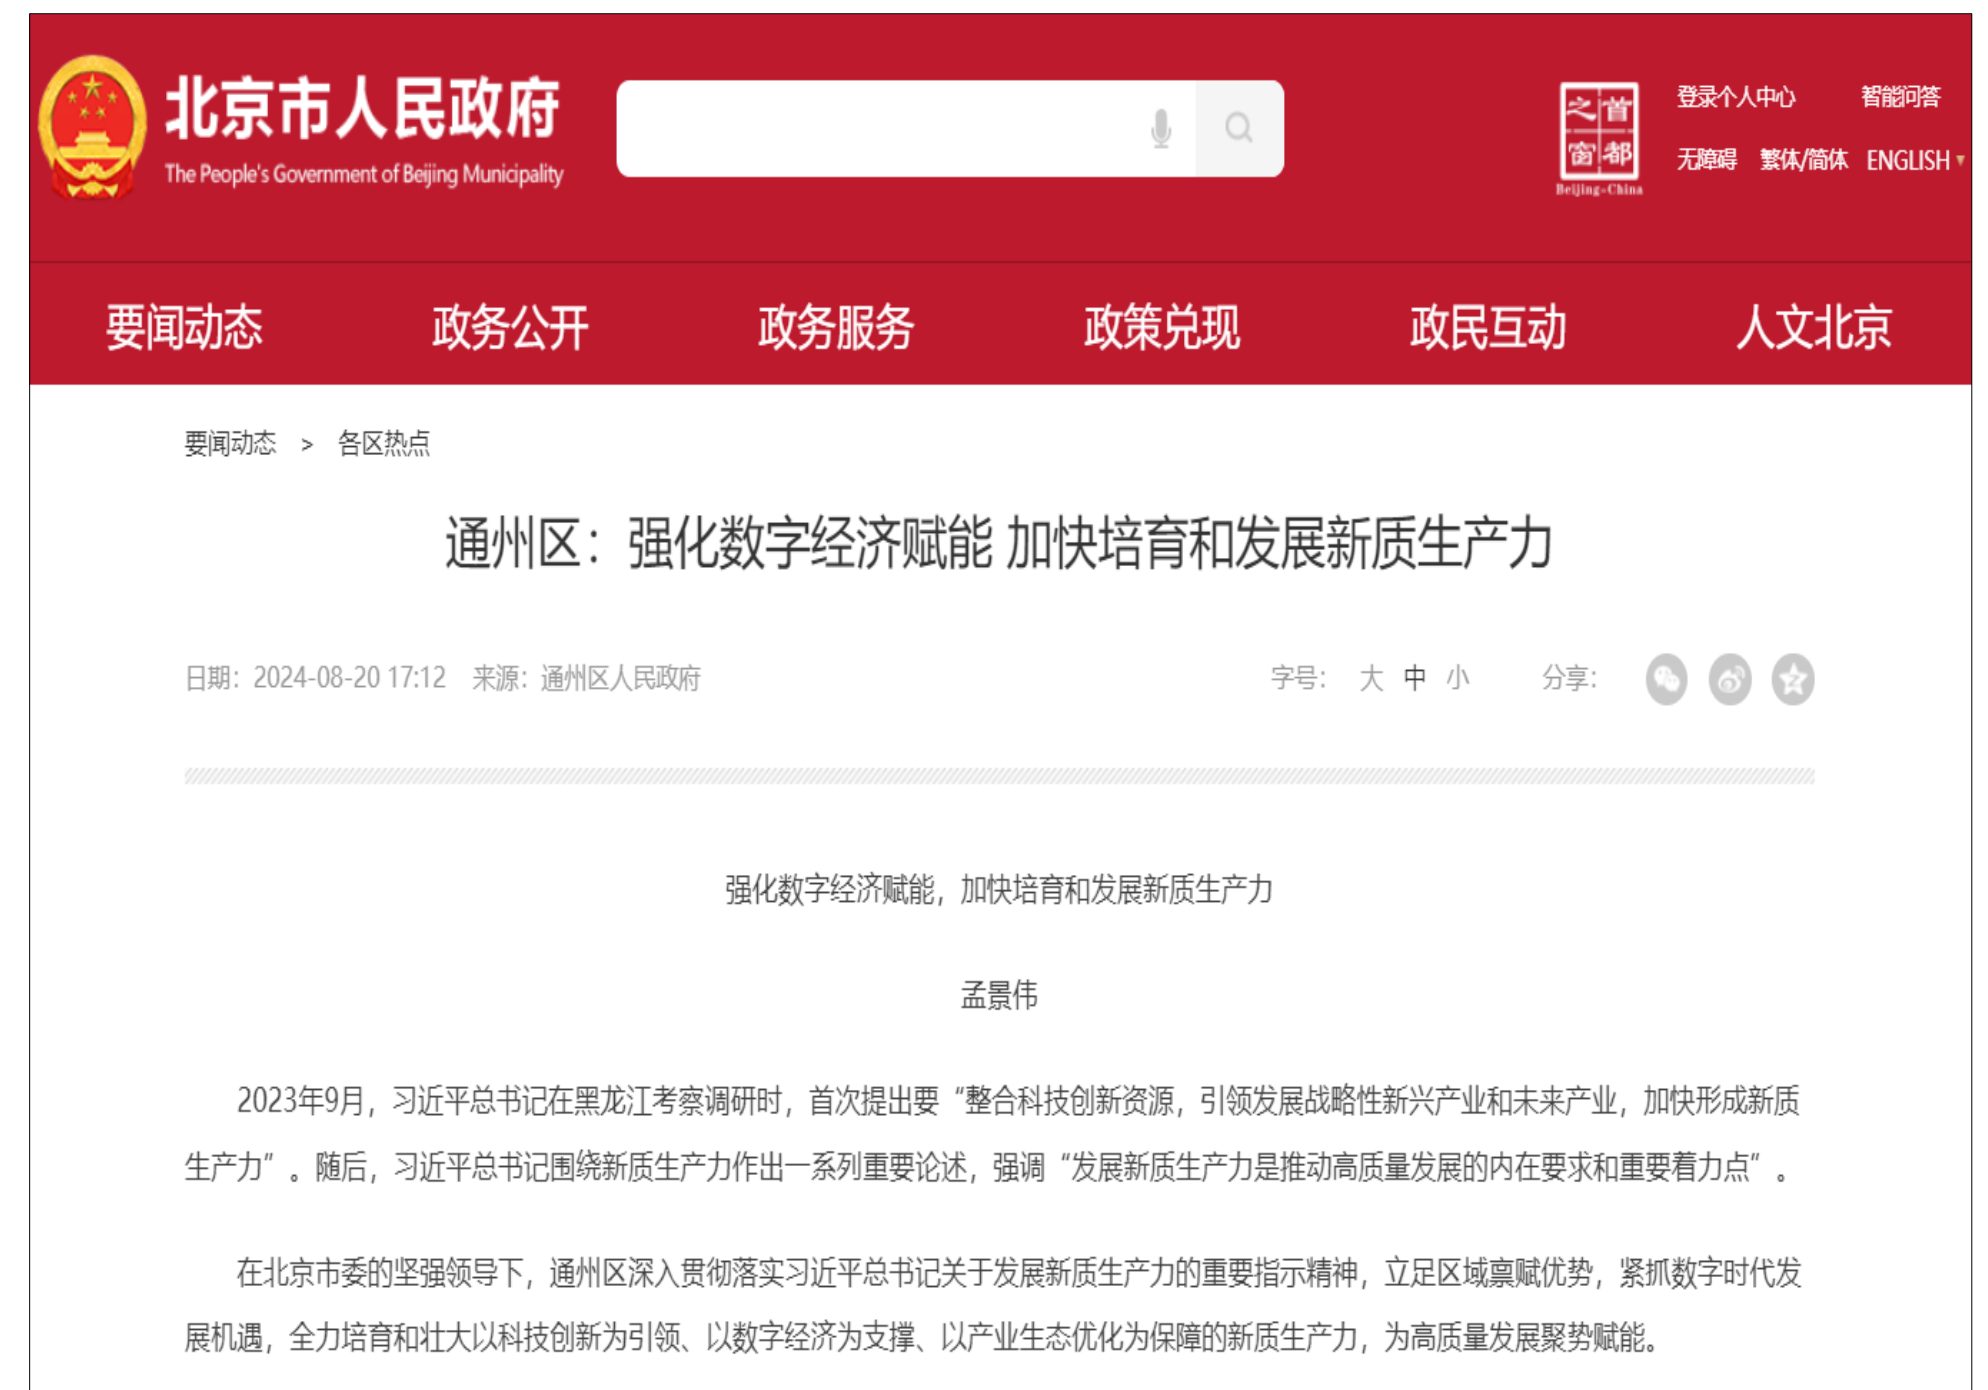 北京市人民政府
The People's Government of Beijing Municipality
首都之窗
Beijing-China
登录个人中心 智能问答
无障碍 繁体/简体 ENGLISH
要闻动态 政务公开 政务服务 政策兑现 政民互动 人文北京
要闻动态 > 各区热点
通州区：强化数字经济赋能 加快培育和发展新质生产力
日期：2024-08-20 17:12 来源：通州区人民政府 字号： 大 中 小 分享：
强化数字经济赋能，加快培育和发展新质生产力
孟景伟
2023年9月，习近平总书记在黑龙江考察调研时，首次提出要“整合科技创新资源，引领发展战略性新兴产业和未来产业，加快形成新质
生产力”。随后，习近平总书记围绕新质生产力作出一系列重要论述，强调“发展新质生产力是推动高质量发展的内在要求和重要着力点”。
在北京市委的坚强领导下，通州区深入贯彻落实习近平总书记关于发展新质生产力的重要指示精神，立足区域禀赋优势，紧抓数字时代发
展机遇，全力培育和壮大以科技创新为引领、以数字经济为支撑、以产业生态优化为保障的新质生产力，为高质量发展聚势赋能。